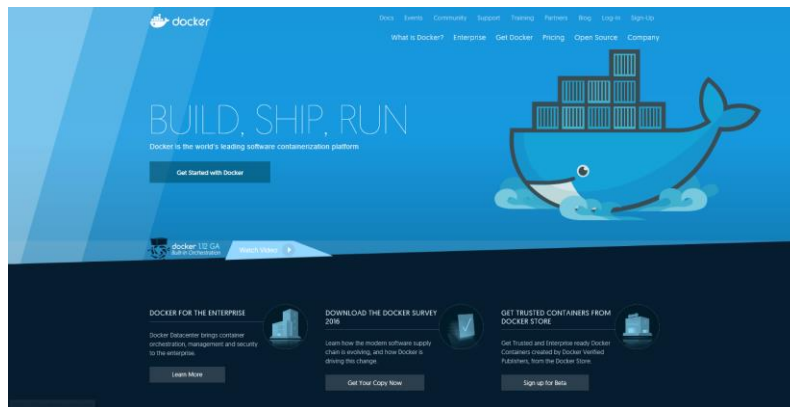 docker
Docs Events Community Support Training Partners Blog Log-in Sign-Up
What is Docker? Enterprise Get Docker Pricing Open Source Company
BUILD, SHIP, RUN
Docker is the world's leading software containerization platform
Get Started with Docker
docker 1.12 GA
Built-in Orchestration
Watch Video
DOCKER FOR THE ENTERPRISE
Docker Datacenter brings container
orchestration, management and security
to the enterprise.
Learn More
DOWNLOAD THE DOCKER SURVEY
2016
Learn how the modern software supply
chain is evolving, and how Docker is
driving this change.
Get Your Copy Now
GET TRUSTED CONTAINERS FROM
DOCKER STORE
Get Trusted and Enterprise ready Docker
Containers created by Docker Verified
Publishers, from the Docker Store.
Sign up for Beta